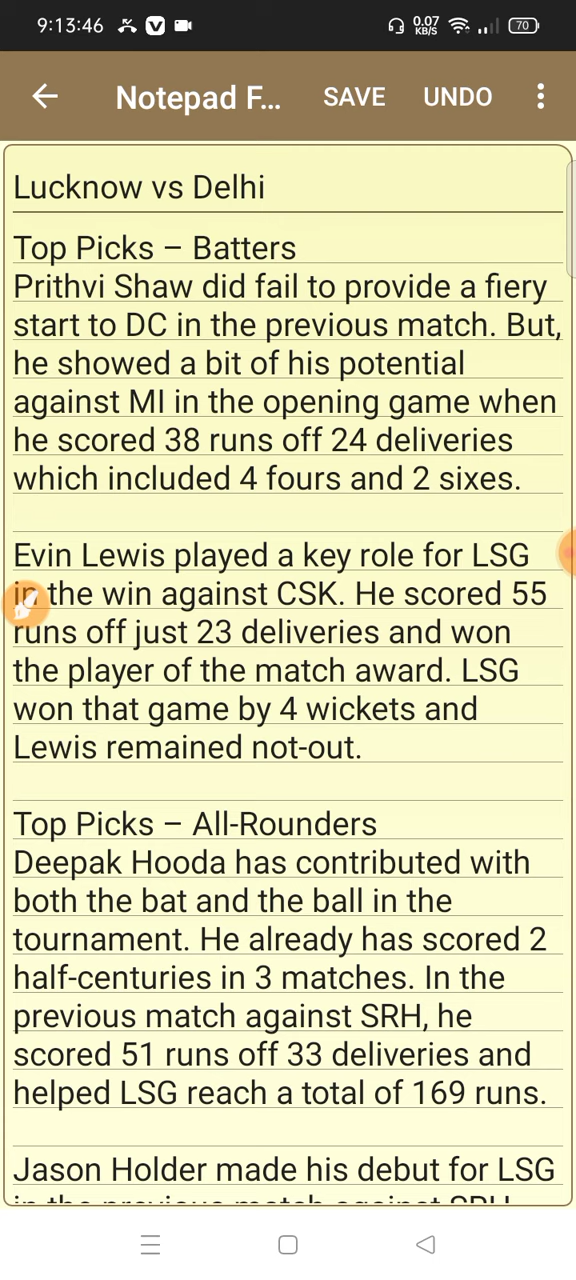 9:13:46
0.07
KB/S
70
Notepad F...
SAVE
UNDO
Lucknow vs Delhi
Top Picks – Batters
Prithvi Shaw did fail to provide a fiery
start to DC in the previous match. But,
he showed a bit of his potential
against MI in the opening game when
he scored 38 runs off 24 deliveries
which included 4 fours and 2 sixes.
Evin Lewis played a key role for LSG
in the win against CSK. He scored 55
runs off just 23 deliveries and won
the player of the match award. LSG
won that game by 4 wickets and
Lewis remained not-out.
Top Picks – All-Rounders
Deepak Hooda has contributed with
both the bat and the ball in the
tournament. He already has scored 2
half-centuries in 3 matches. In the
previous match against SRH, he
scored 51 runs off 33 deliveries and
helped LSG reach a total of 169 runs.
Jason Holder made his debut for LSG
in the previous match against SRH